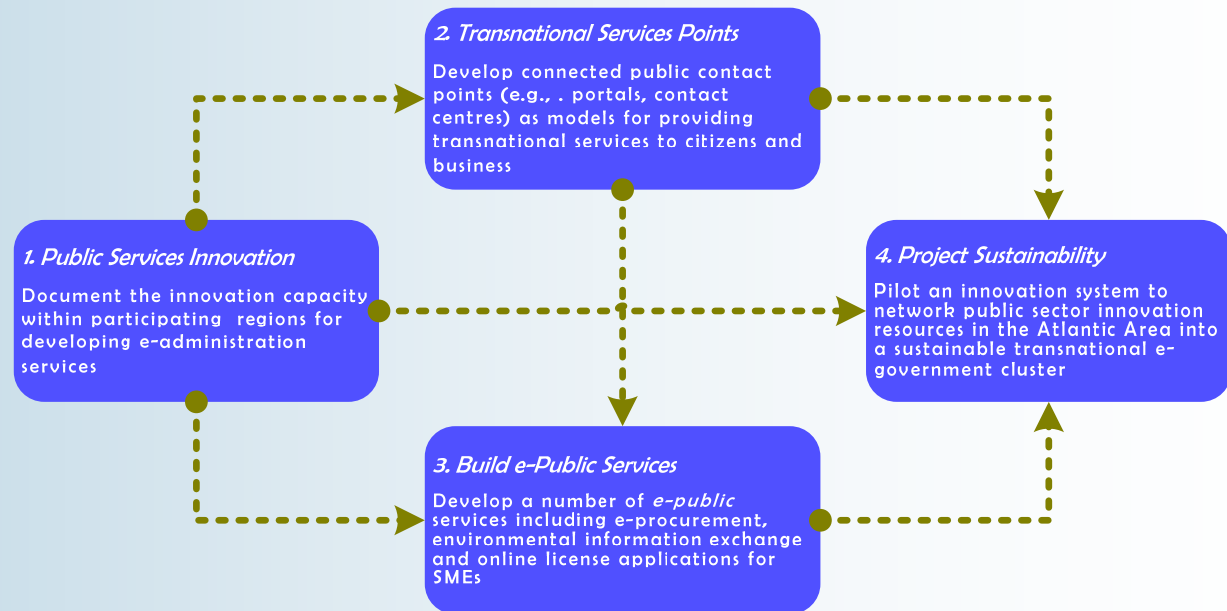 2. Transnational Services Points
Develop connected public contact
points (e.g., . portals, contact
centres) as models for providing
transnational services to citizens and
business
1. Public Services Innovation
Document the innovation capacity
within participating regions for
developing e-administration
services
4. Project Sustainability
Pilot an innovation system to
network public sector innovation
resources in the Atlantic Area into
a sustainable transnational e-
government cluster
3. Build e-Public Services
Develop a number of e-public
services including e-procurement,
environmental information exchange
and online license applications for
SMEs